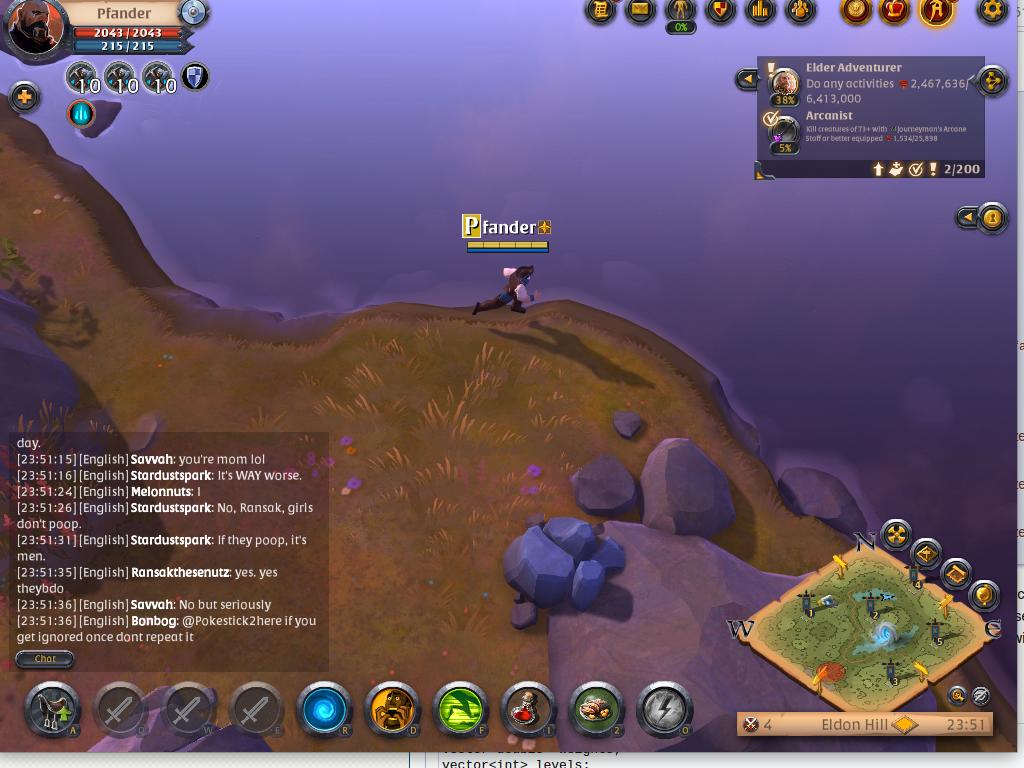 Pfander
2043 / 2043
215 / 215
0%
10 10 10
Elder Adventurer
Do any activities 2,467,636/
6,413,000
38%
Arcanist
Kill creatures of T3+ with Journeyman's Arcane
Staff or better equipped 1,534/25,898
5%
2/200
Pfander
day.
[23:51:15] [English] Savvah: you're mom lol
[23:51:16] [English] Stardustspark: It's WAY worse.
[23:51:24] [English] Melonnuts: I
[23:51:26] [English] Stardustspark: No, Ransak, girls
don't poop.
[23:51:31] [English] Stardustspark: If they poop, it's
men.
[23:51:35] [English] Ransakthesenutz: yes. yes
theybdo
[23:51:36] [English] Savvah: No but seriously
[23:51:36] [English] Bonbog: @Pokestick2here if you
get ignored once dont repeat it
Chat
N
W
E
1
2
3
4
5
A Q W E R D F 1 2 O
4 Eldon Hill 23:51
vector<int> levels;